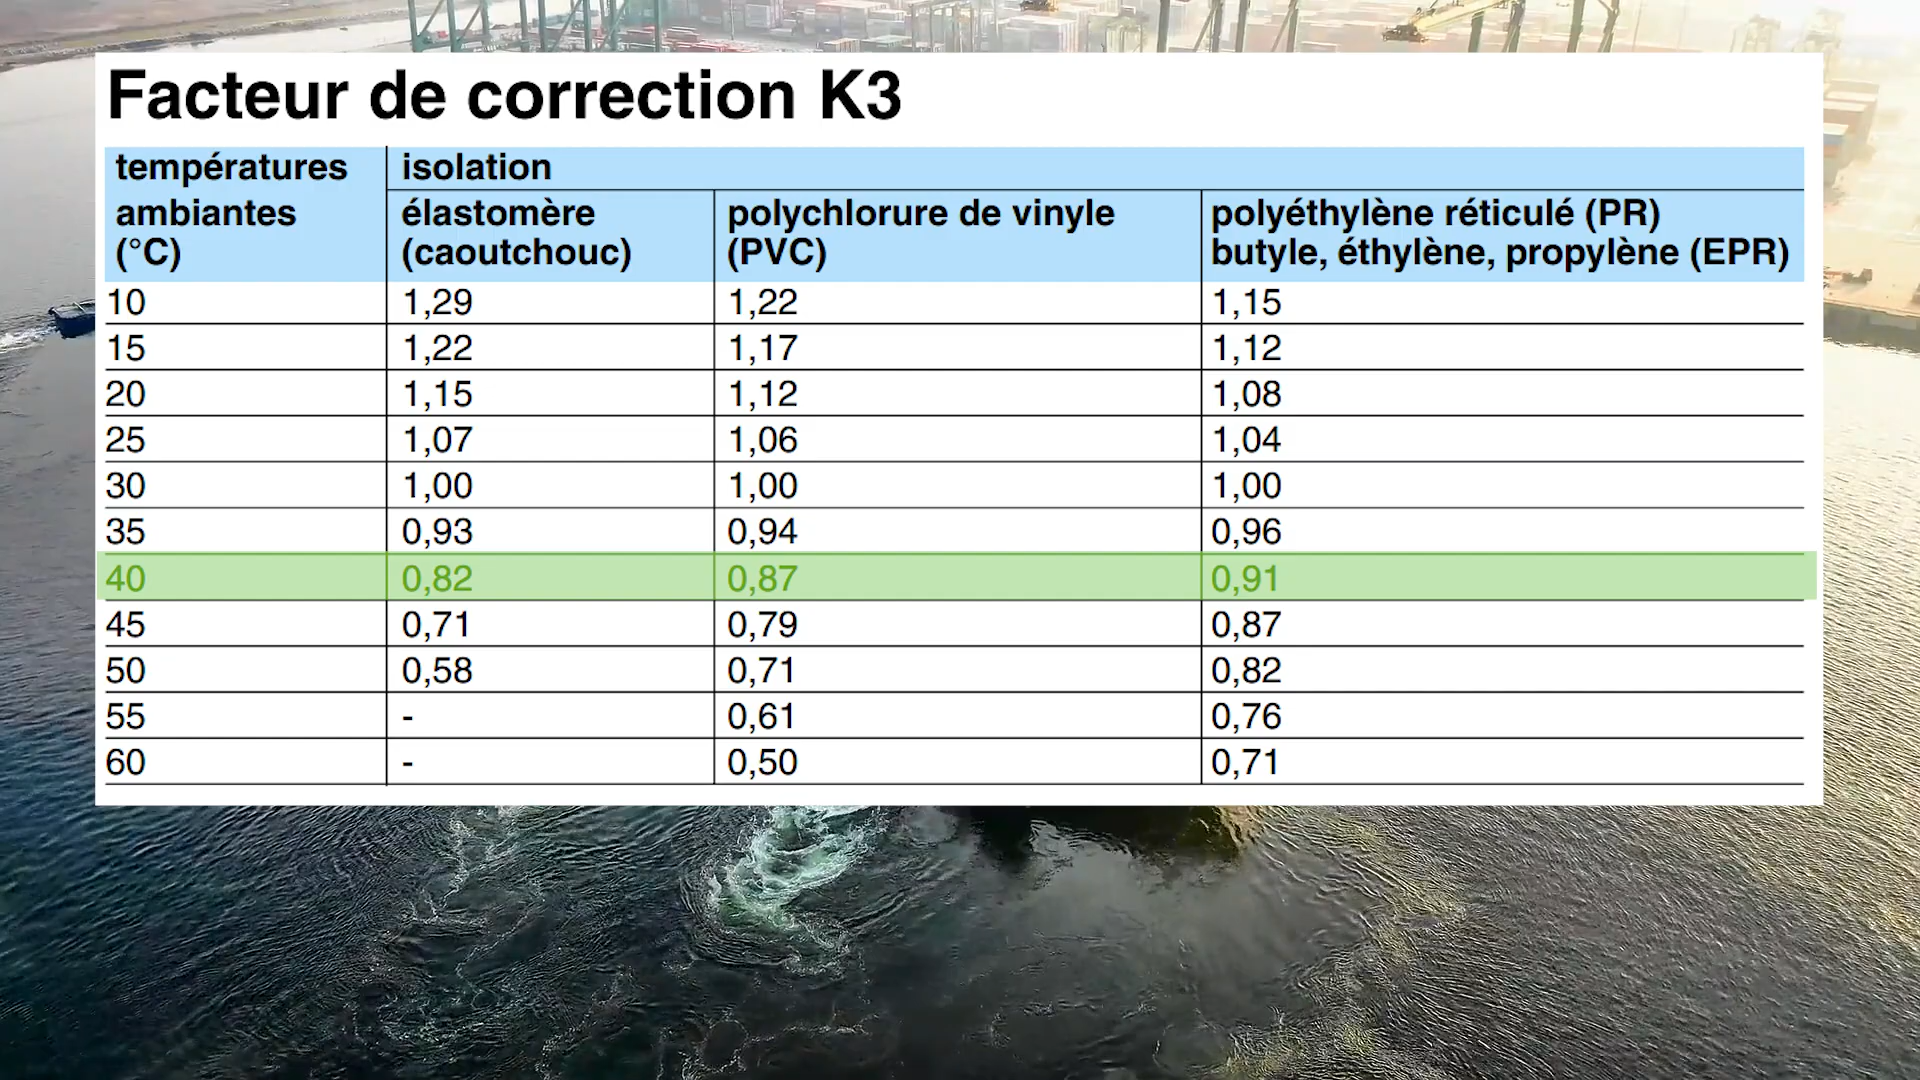 Facteur de correction K3
températures isolation
ambiantes élastomère polychlorure de vinyle polyéthylène réticulé (PR)
(°C) (caoutchouc) (PVC) butyle, éthylène, propylène (EPR)
10 1,29 1,22 1,15
15 1,22 1,17 1,12
20 1,15 1,12 1,08
25 1,07 1,06 1,04
30 1,00 1,00 1,00
35 0,93 0,94 0,96
40 0,82 0,87 0,91
45 0,71 0,79 0,87
50 0,58 0,71 0,82
55 - 0,61 0,76
60 - 0,50 0,71